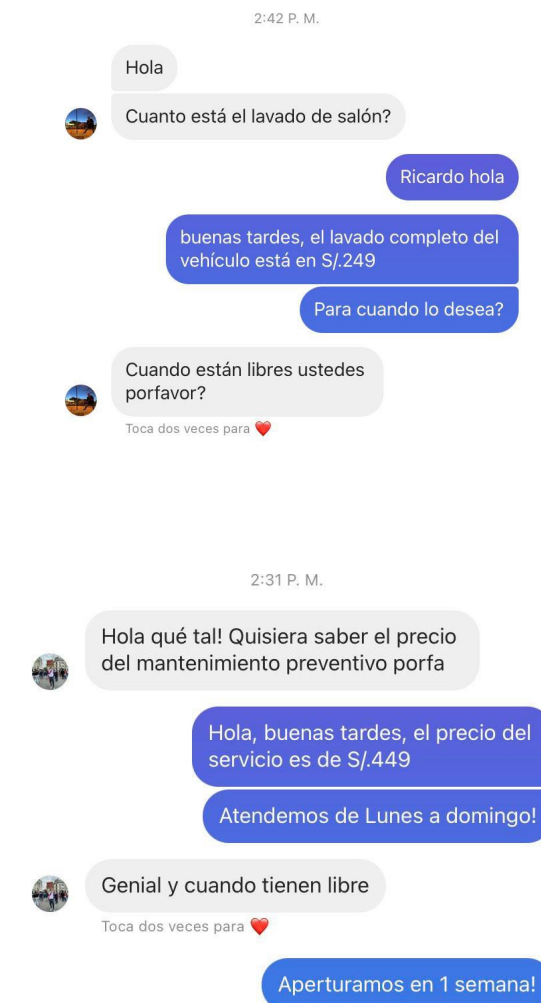 2:42 P. M.
Hola
Cuanto está el lavado de salón?
Ricardo hola
buenas tardes, el lavado completo del
vehículo está en S/.249
Para cuando lo desea?
Cuando están libres ustedes
porfavor?
Toca dos veces para ❤️
2:31 P. M.
Hola qué tal! Quisiera saber el precio
del mantenimiento preventivo porfa
Hola, buenas tardes, el precio del
servicio es de S/.449
Atendemos de Lunes a domingo!
Genial y cuando tienen libre
Toca dos veces para ❤️
Aperturamos en 1 semana!